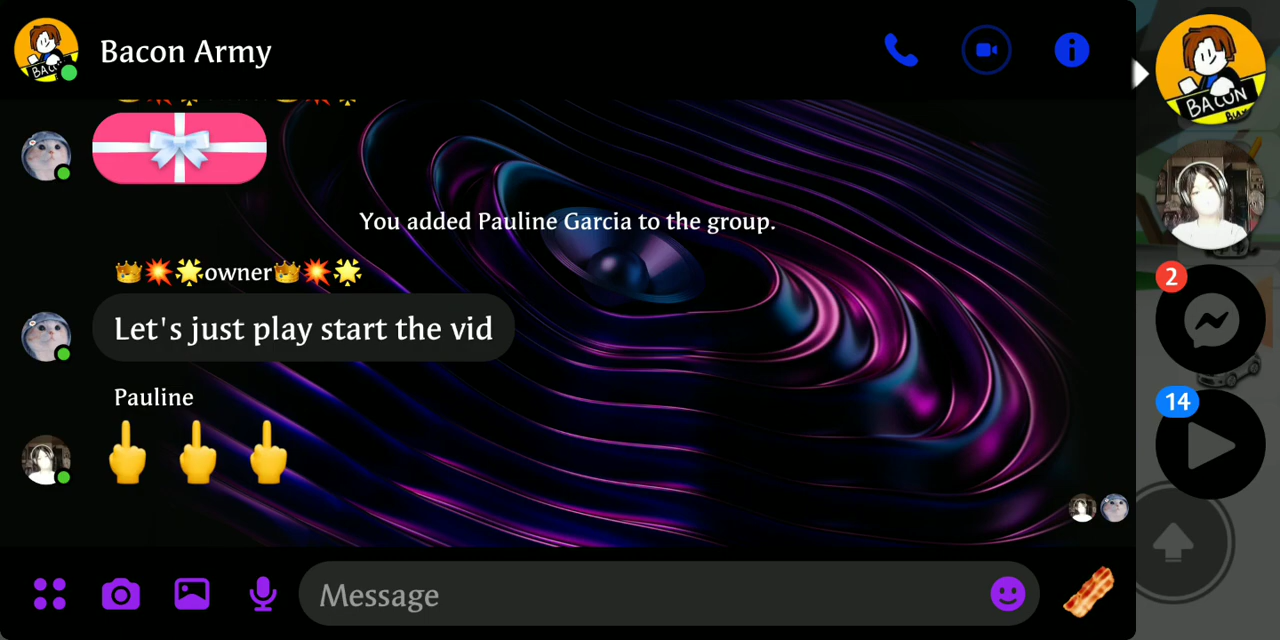 Bacon Army
You added Pauline Garcia to the group.
👑💥🌟owner👑💥🌟
Let's just play start the vid
Pauline
🖕 🖕 🖕
Message
BACON
2
14